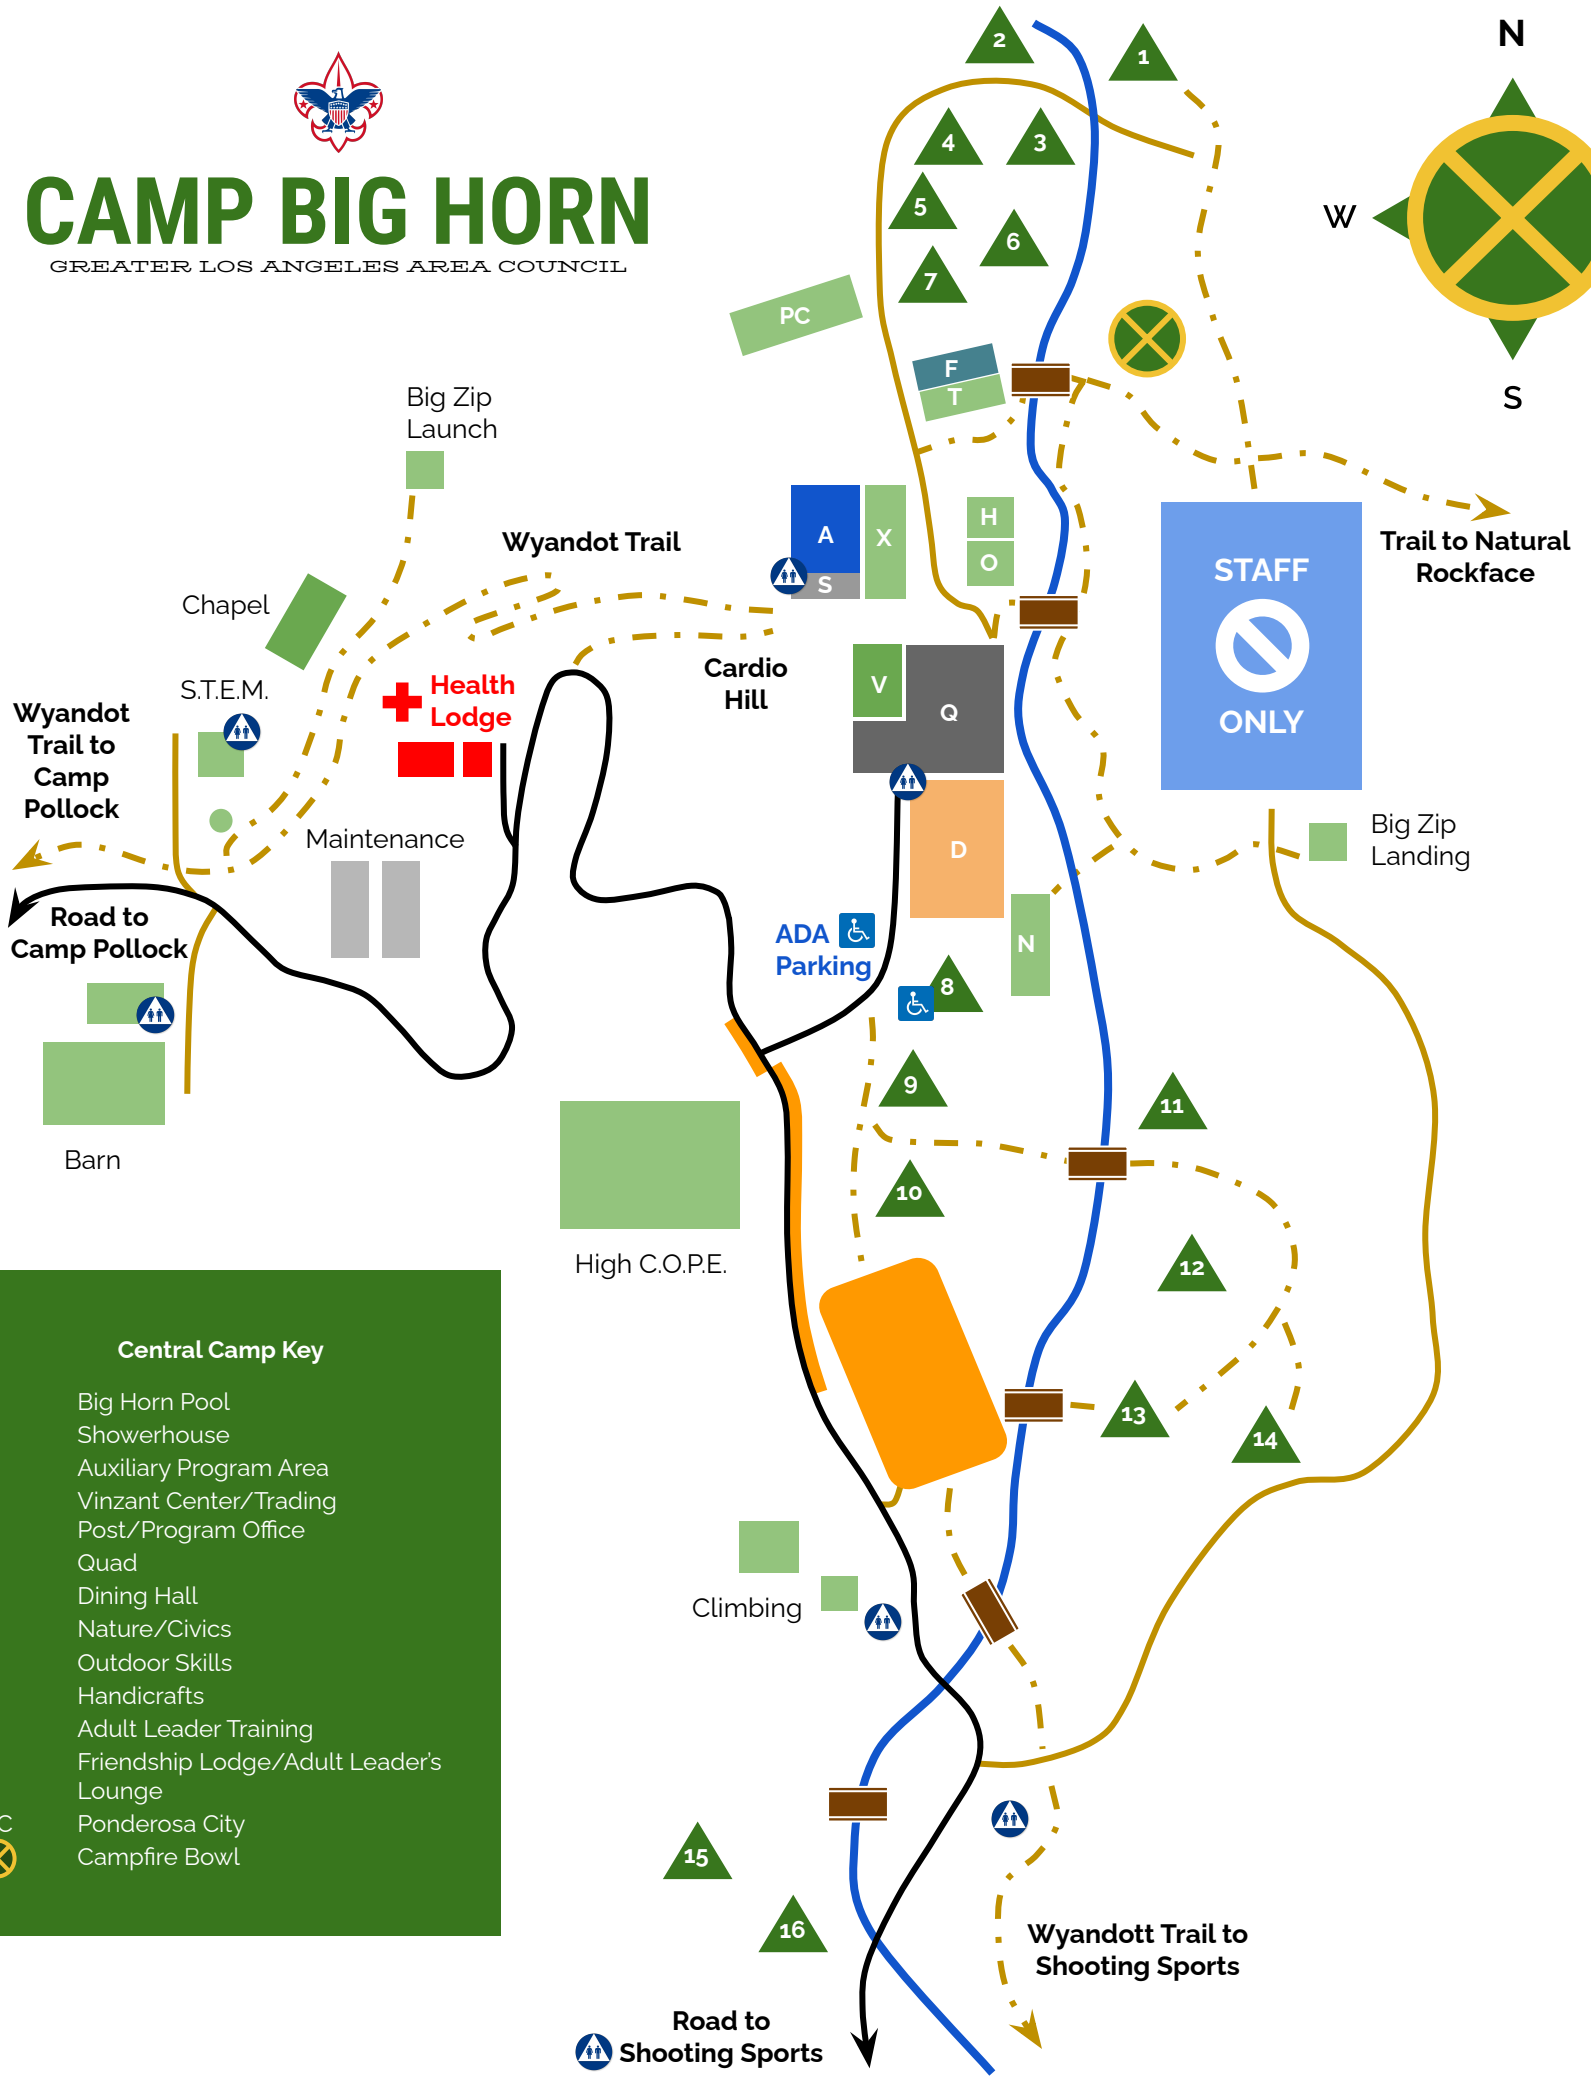 N
2
1
CAMP BIG HORN
GREATER LOS ANGELES AREA COUNCIL
4
3
5
6
7
W
S
PC
F
T
Big Zip
Launch
Wyandot Trail
A
X
S
H
O
STAFF
ONLY
Trail to Natural
Rockface
Chapel
S.T.E.M.
Health
Lodge
Cardio
Hill
V
Q
Wyandot
Trail to
Camp
Pollock
Maintenance
D
Big Zip
Landing
Road to
Camp Pollock
ADA
Parking
N
8
9
10
11
12
13
14
Barn
High C.O.P.E.
Central Camp Key
Big Horn Pool
Showerhouse
Auxiliary Program Area
Vinzant Center/Trading
Post/Program Office
Quad
Dining Hall
Nature/Civics
Outdoor Skills
Handicrafts
Adult Leader Training
Friendship Lodge/Adult Leader's
Lounge
C Ponderosa City
Campfire Bowl
Climbing
15
16
Wyandott Trail to
Shooting Sports
Road to
Shooting Sports